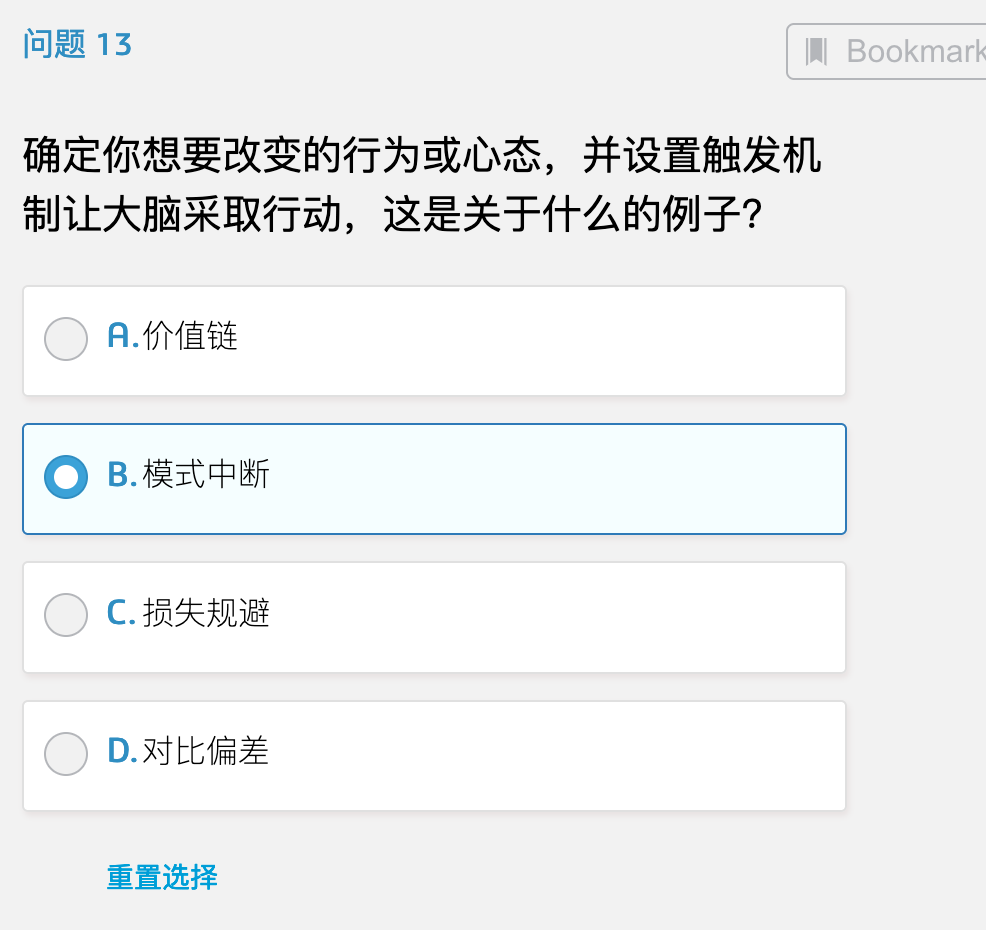 问题 13
Bookmark
确定你想要改变的行为或心态，并设置触发机
制让大脑采取行动，这是关于什么的例子？
A.价值链
B.模式中断
C.损失规避
D.对比偏差
重置选择